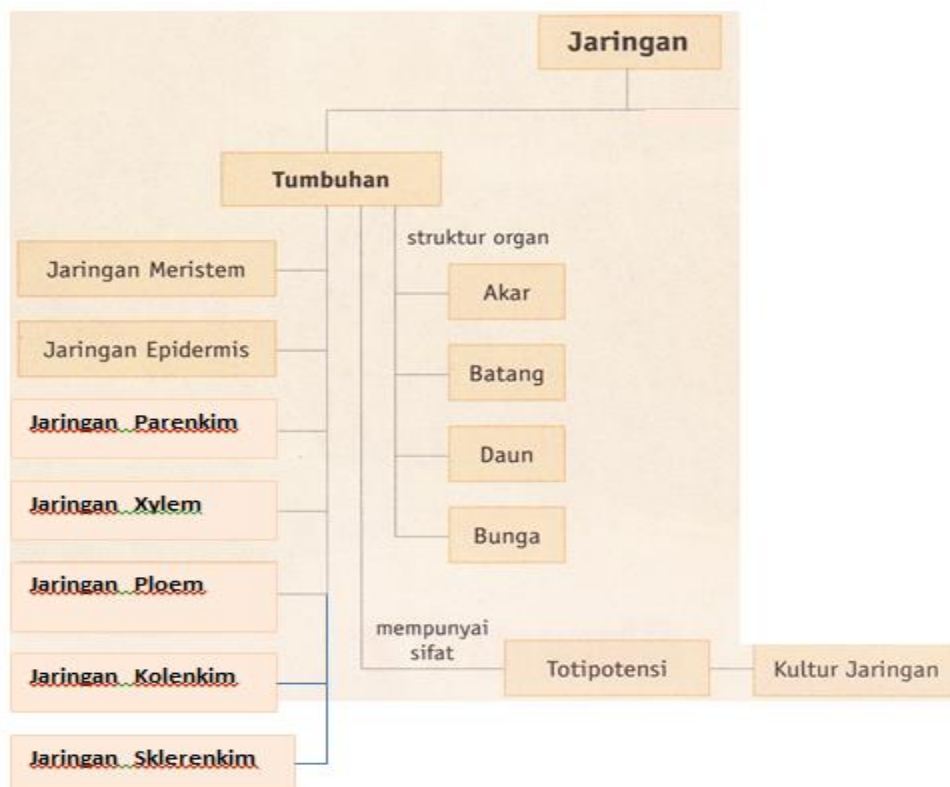 Jaringan
Tumbuhan
struktur organ
Jaringan Meristem
Akar
Jaringan Epidermis
Batang
Jaringan Parenkim
Daun
Jaringan Xylem
Bunga
Jaringan Ploem
mempunyai
sifat
Totipotensi
Kultur Jaringan
Jaringan Kolenkim
Jaringan Sklerenkim